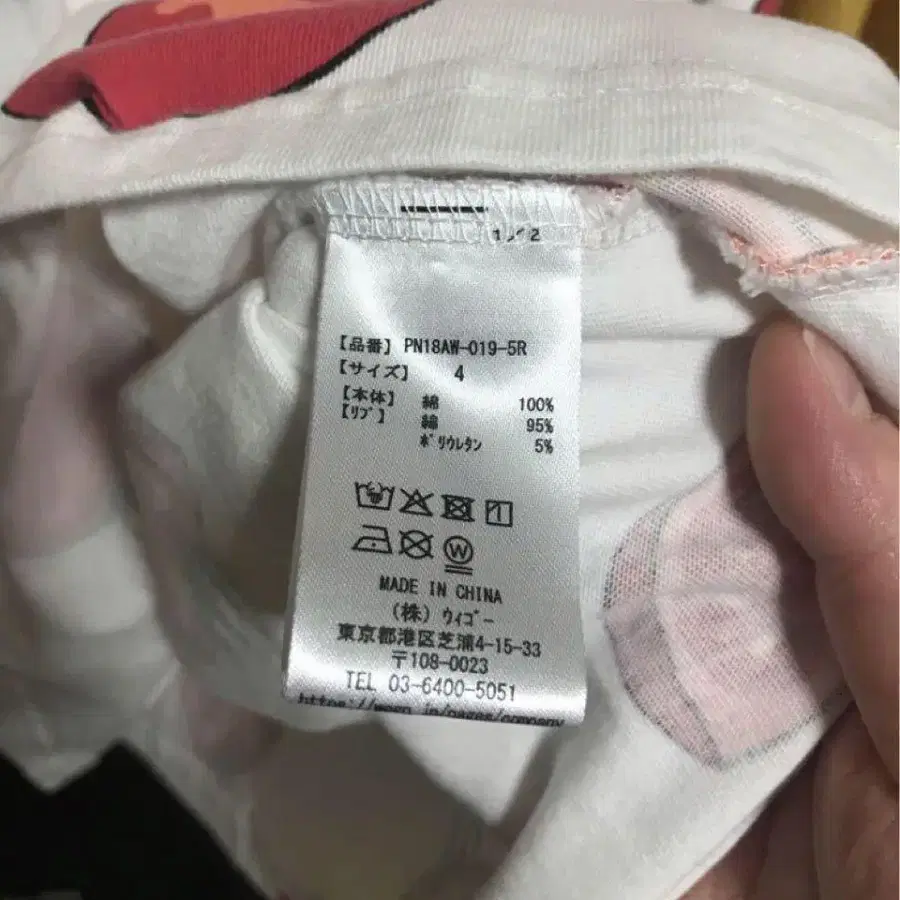 【品番】 PN18AW-019-5R
【サイズ】 4
【本体】 綿 100%
【リブ】 綿 95%
ポリウレタン 5%
W
MADE IN CHINA
(株) ウィゴー
東京都港区芝浦4-15-33
〒108-0023
TEL 03-6400-5051